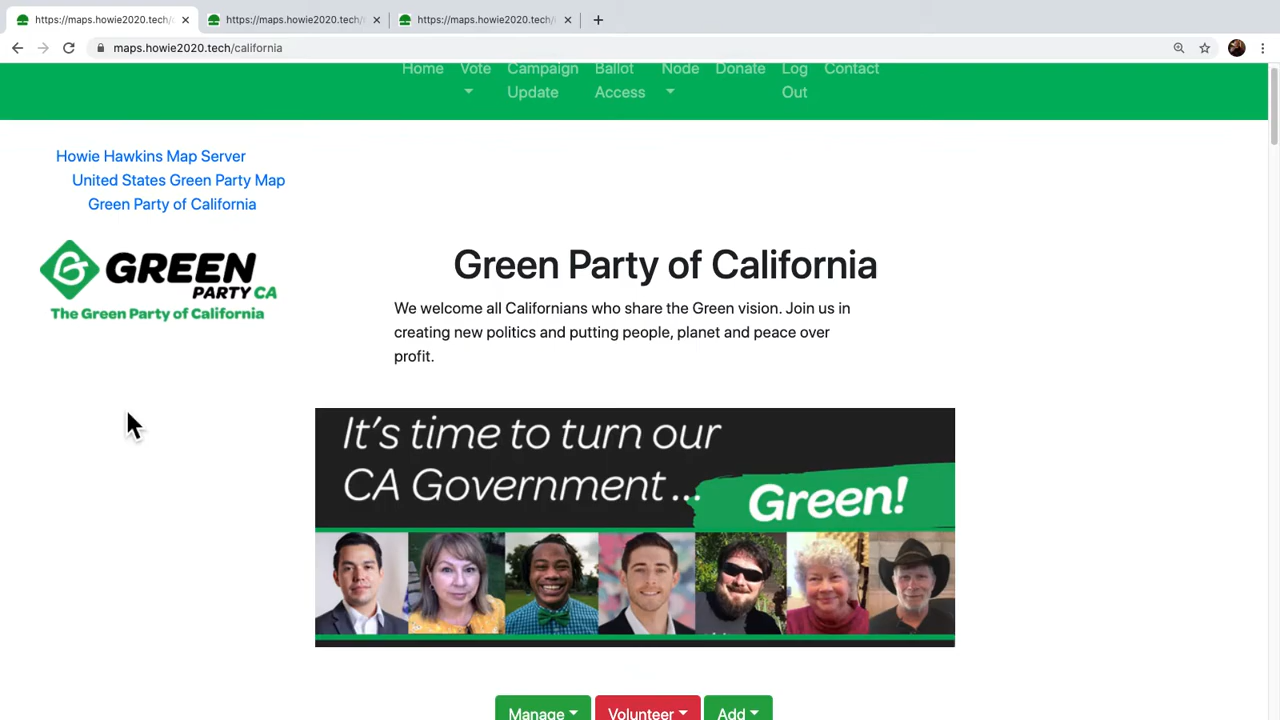 https://maps.howie2020.tech/c
https://maps.howie2020.tech/
https://maps.howie2020.tech/
maps.howie2020.tech/california
Home Vote Campaign Update Ballot Access Node Donate Log Out Contact
Howie Hawkins Map Server
United States Green Party Map
Green Party of California
GREEN
PARTY CA
The Green Party of California
Green Party of California
We welcome all Californians who share the Green vision. Join us in
creating new politics and putting people, planet and peace over
profit.
It's time to turn our
CA Government...
Green!
Manage Volunteer Add